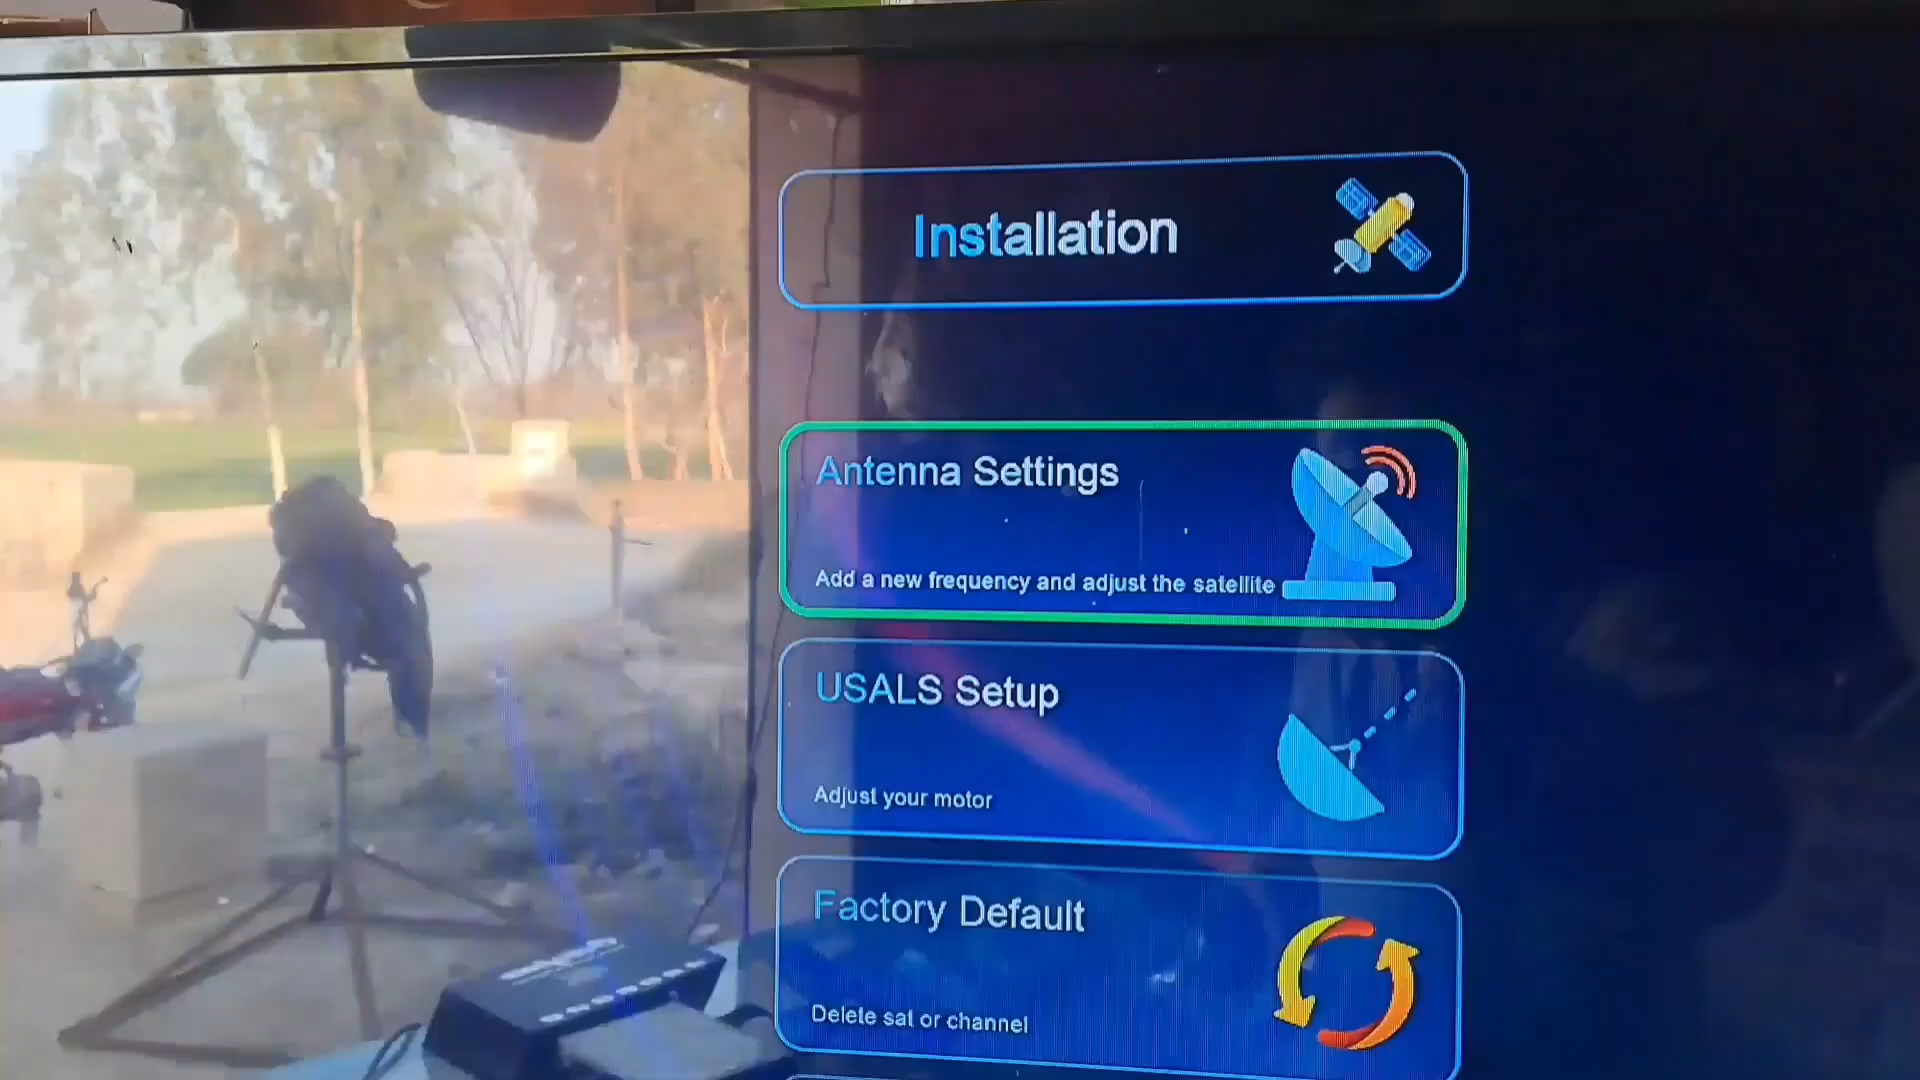 Installation
Antenna Settings
Add a new frequency and adjust the satellite
USALS Setup
Adjust your motor
Factory Default
Delete sat or channel